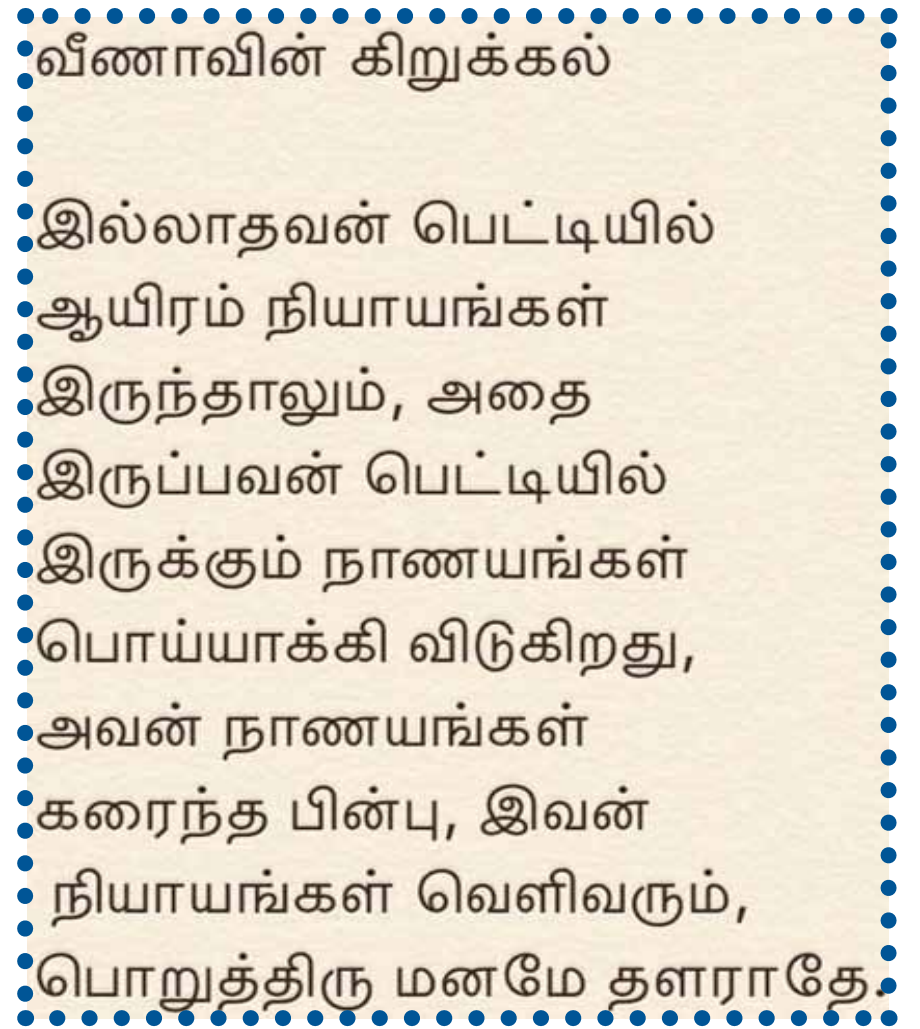 வீணாவின் கிறுக்கல்
இல்லாதவன் பெட்டியில்
ஆயிரம் நியாயங்கள்
இருந்தாலும், அதை
இருப்பவன் பெட்டியில்
இருக்கும் நாணயங்கள்
பொய்யாக்கி விடுகிறது,
அவன் நாணயங்கள்
கரைந்த பின்பு, இவன்
நியாயங்கள் வெளிவரும்,
பொறுத்திரு மனமே தளராதே.